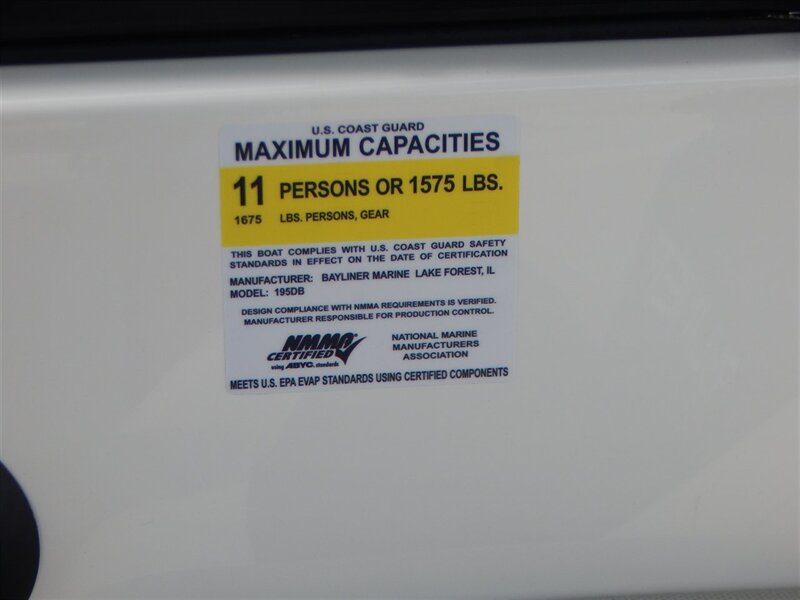 U.S. COAST GUARD
MAXIMUM CAPACITIES
11 PERSONS OR 1575 LBS.
1675 LBS. PERSONS, GEAR
THIS BOAT COMPLIES WITH U.S. COAST GUARD SAFETY
STANDARDS IN EFFECT ON THE DATE OF CERTIFICATION
MANUFACTURER: BAYLINER MARINE LAKE FOREST, IL
MODEL: 195DB
DESIGN COMPLIANCE WITH NMMA REQUIREMENTS IS VERIFIED.
MANUFACTURER RESPONSIBLE FOR PRODUCTION CONTROL.
NMMA
CERTIFIED
using ABYC. standards
NATIONAL MARINE
MANUFACTURERS
ASSOCIATION
MEETS U.S. EPA EVAP STANDARDS USING CERTIFIED COMPONENTS